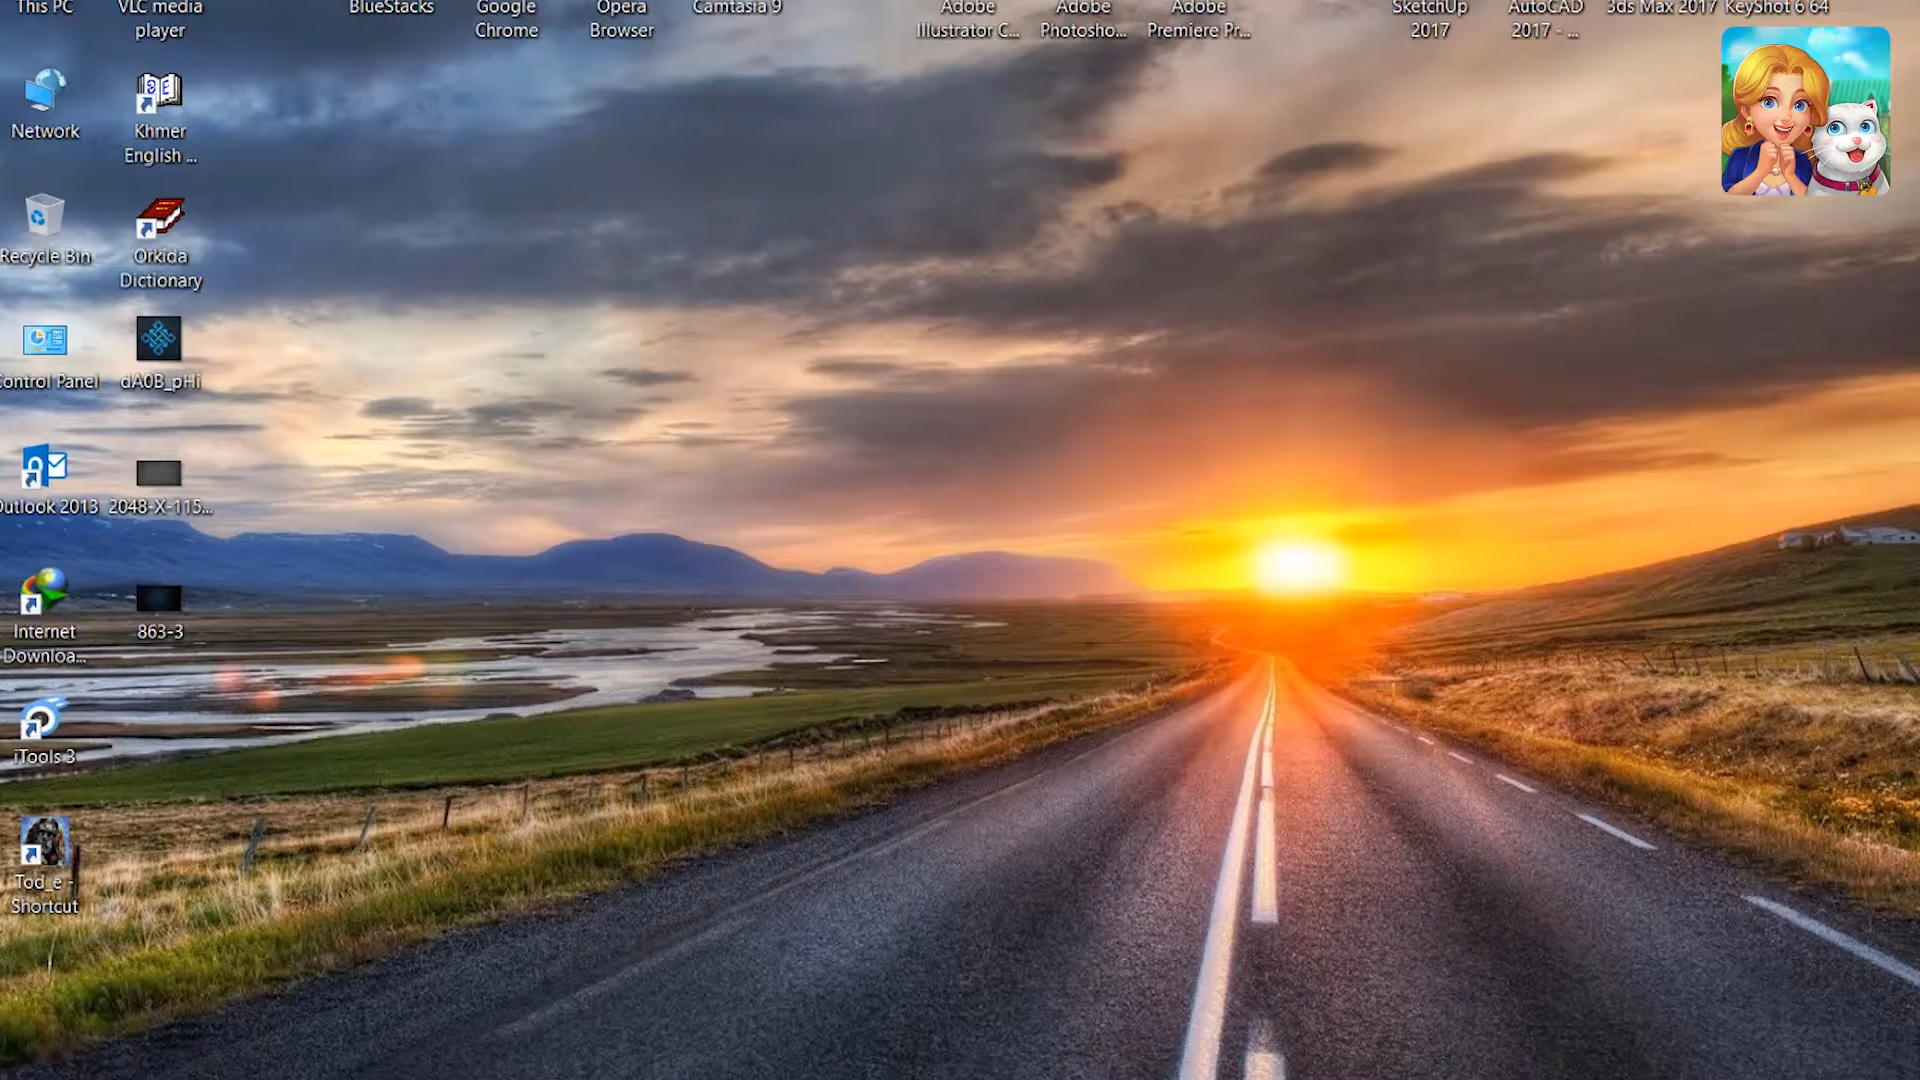 This PC
VLC media
player
BlueStacks
Google
Chrome
Opera
Browser
Camtasia 9
Adobe
Illustrator C...
Adobe
Photosho...
Adobe
Premiere Pr...
SketchUp
2017
AutoCAD
2017 - ...
3ds Max 2017
KeyShot 6 64
Network
Khmer
English ...
Recycle Bin
Orkida
Dictionary
Control Panel
dA0B_pHi
Outlook 2013
2048-X-115...
Internet
Downloa...
863-3
iTools 3
Tod_e -
Shortcut